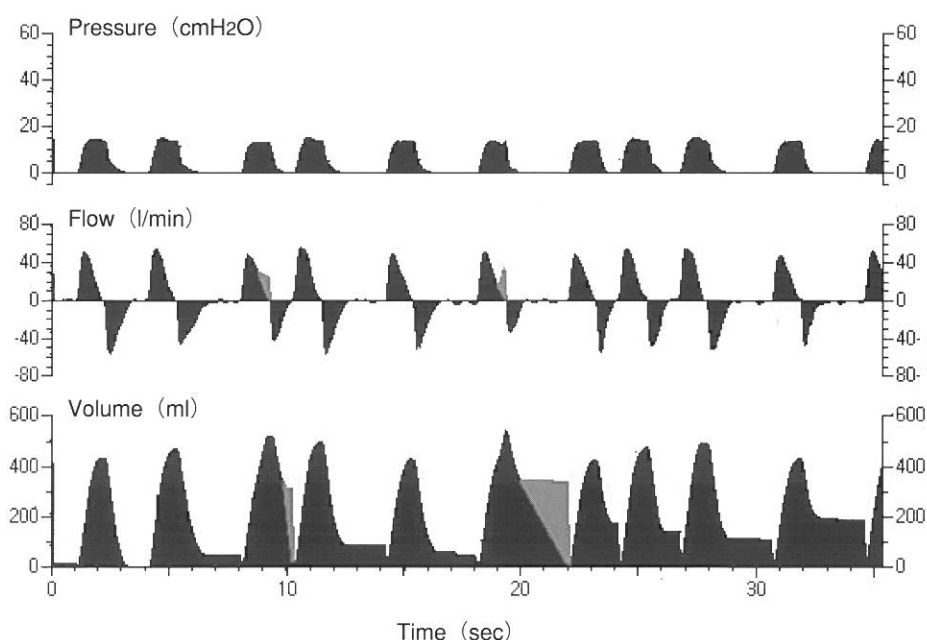 Pressure (cmH2O)
60 60
40 40
20 20
0 0
Flow (l/min)
80 80
40 40
0 0
-40 40-
-80 80-
Volume (ml)
600 600
400 400
200 200
0 0
0 10 20 30
Time (sec)